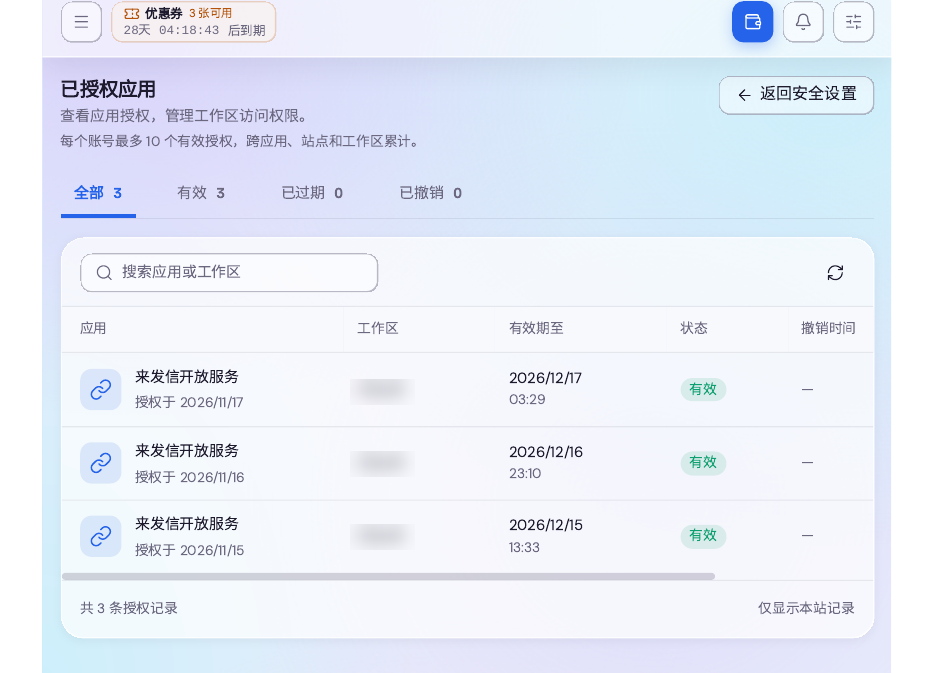 优惠券 3 张可用
28天 04:18:43 后到期
已授权应用
返回安全设置
查看应用授权，管理工作区访问权限。
每个账号最多 10 个有效授权，跨应用、站点和工作区累计。
全部 3 有效 3 已过期 0 已撤销 0
搜索应用或工作区
应用 工作区 有效期至 状态 撤销时间
来发信开放服务 2026/12/17 有效 —
授权于 2026/11/17 03:29
来发信开放服务 2026/12/16 有效 —
授权于 2026/11/16 23:10
来发信开放服务 2026/12/15 有效 —
授权于 2026/11/15 13:33
共 3 条授权记录 仅显示本站记录